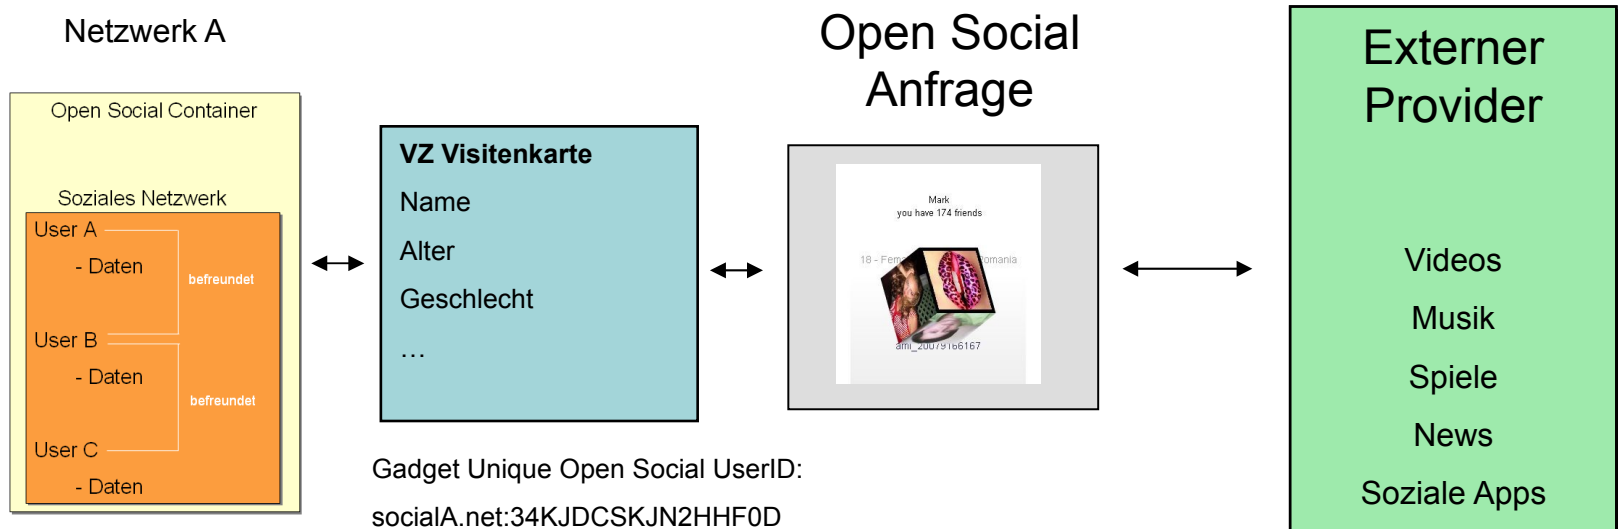 Netzwerk A
Open Social Container
Soziales Netzwerk
User A
- Daten
befreundet
User B
- Daten
befreundet
User C
- Daten
VZ Visitenkarte
Name
Alter
Geschlecht
…
Gadget Unique Open Social UserID:
socialA.net:34KJDCSKJN2HHF0D
Open Social
Anfrage
Mark
you have 174 friends
18 -
ami_20079166167
Externer
Provider
Videos
Musik
Spiele
News
Soziale Apps